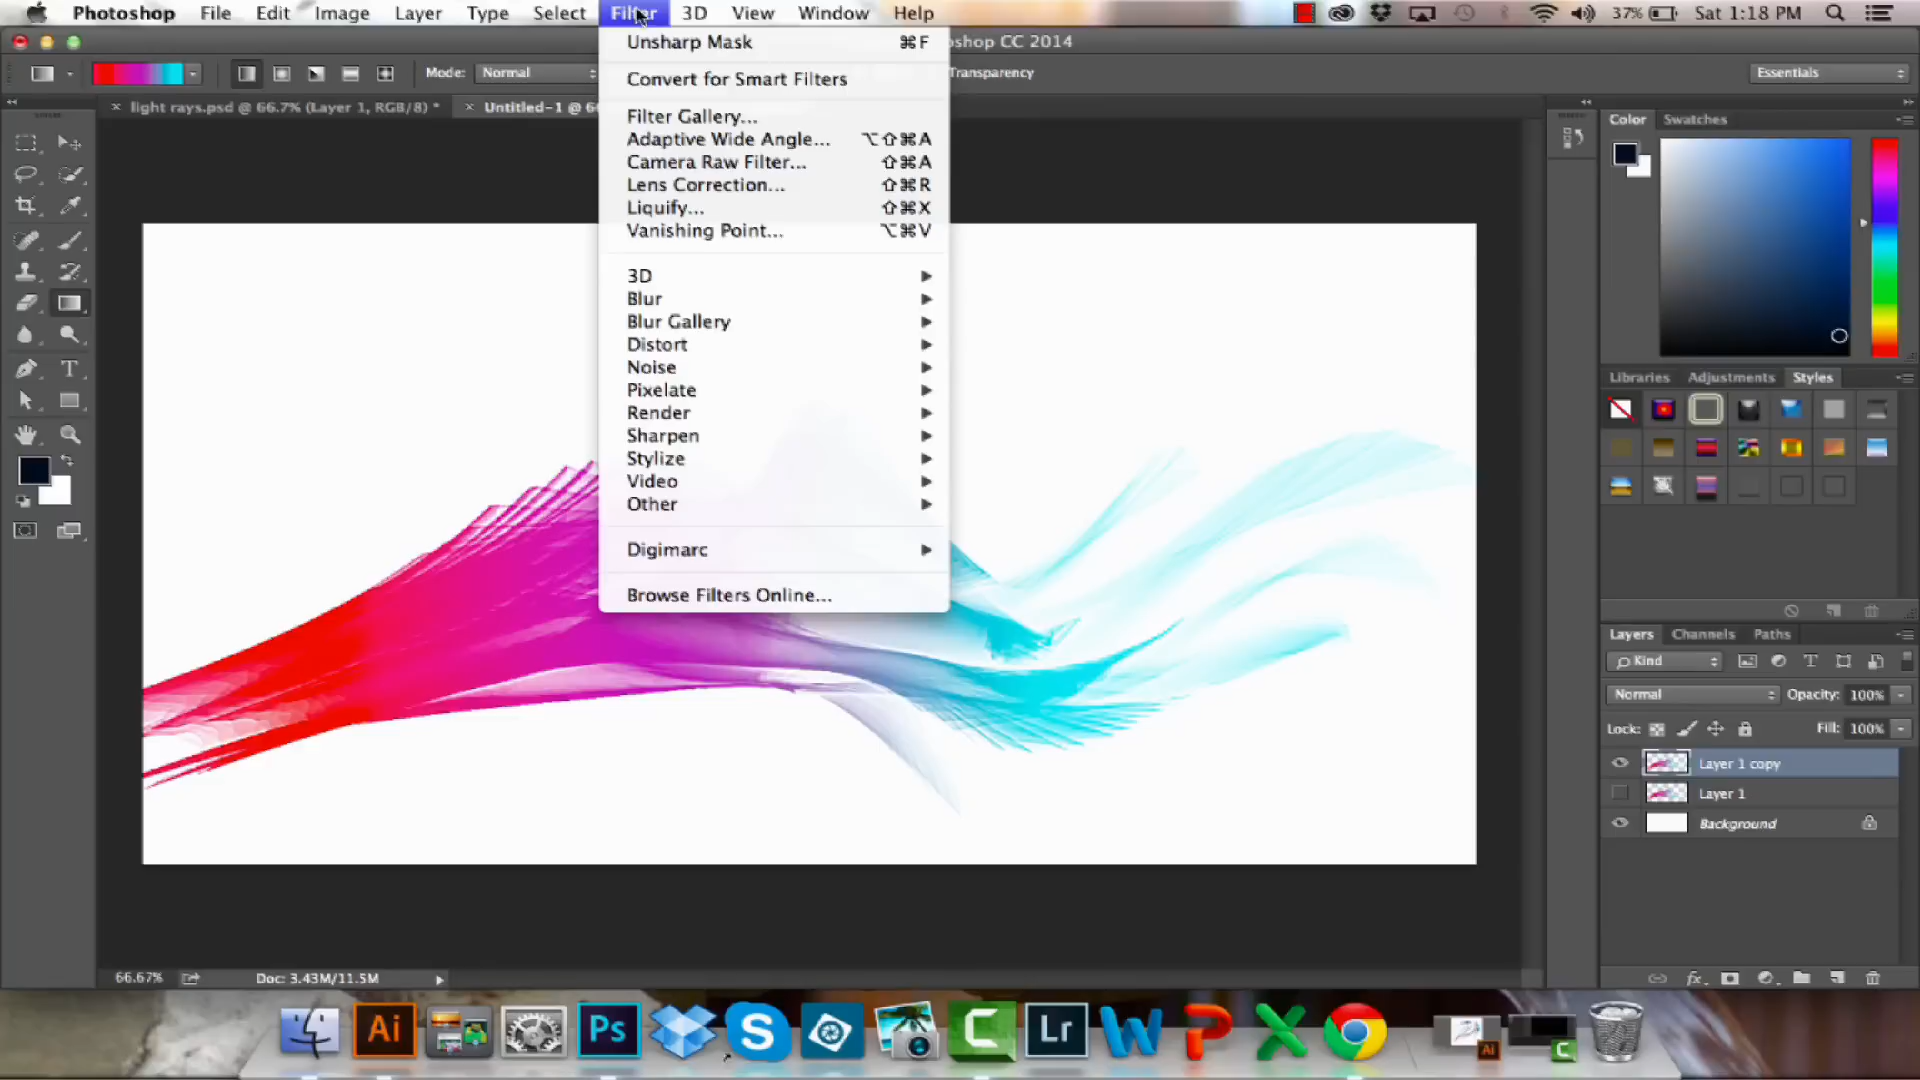 Photoshop File Edit Image Layer Type Select Filter 3D View Window Help 37% Sat 1:18 PM
shop CC 2014
Mode: Normal Transparency Essentials
light rays.psd @ 66.7% (Layer 1, RGB/8) * Untitled-1 @ 6
Unsharp Mask ⌘F
Convert for Smart Filters
Filter Gallery...
Adaptive Wide Angle... ⌥⇧⌘A
Camera Raw Filter... ⇧⌘A
Lens Correction... ⇧⌘R
Liquify... ⇧⌘X
Vanishing Point... ⌥⌘V
3D
Blur
Blur Gallery
Distort
Noise
Pixelate
Render
Sharpen
Stylize
Video
Other
Digimarc
Browse Filters Online...
Color Swatches
Libraries Adjustments Styles
Layers Channels Paths
Kind
Normal Opacity: 100%
Lock: Fill: 100%
Layer 1 copy
Layer 1
Background
fx
T
66.67% Doc: 3.43M/11.5M
Ai Ps S C Lr W P X Ai C